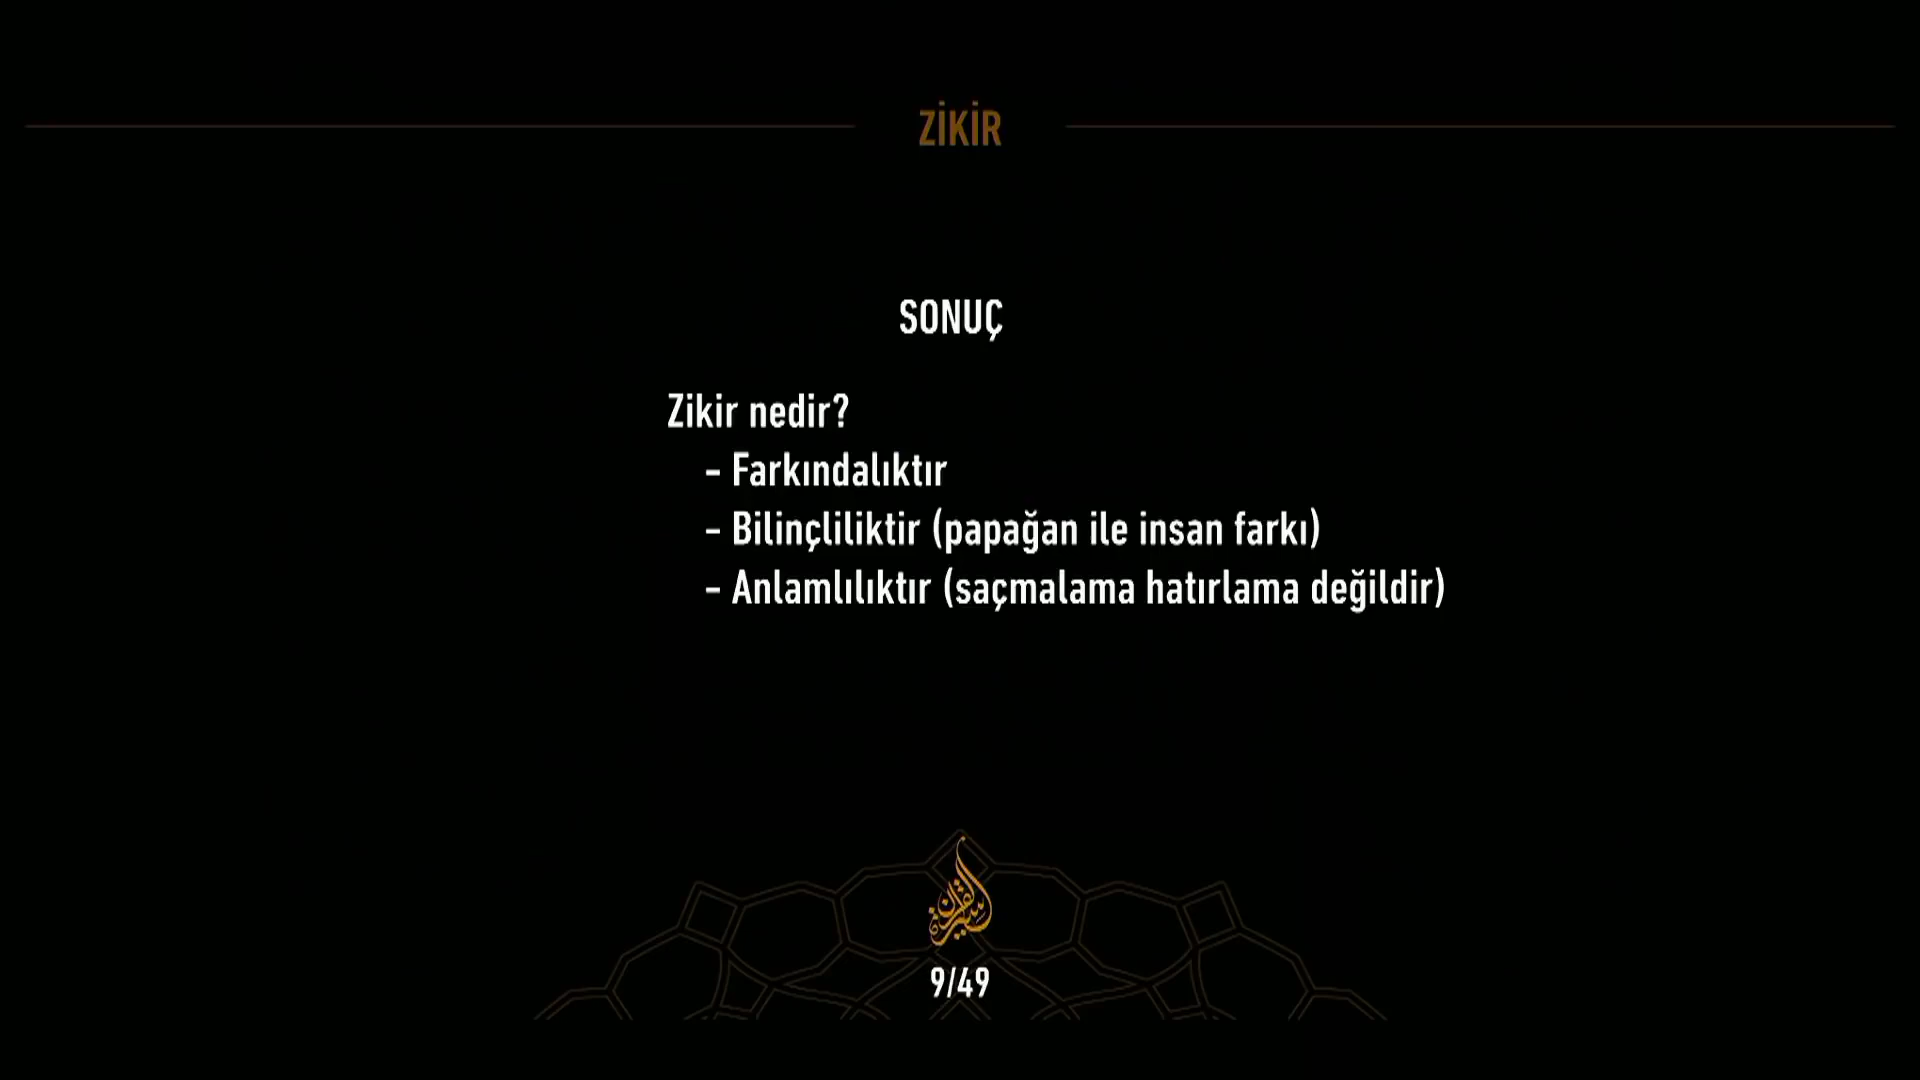 ZİKİR
SONUÇ
Zikir nedir?
– Farkındalıktır
– Bilinçliliktir (papağan ile insan farkı)
– Anlamlılıktır (saçmalama hatırlama değildir)
9/49